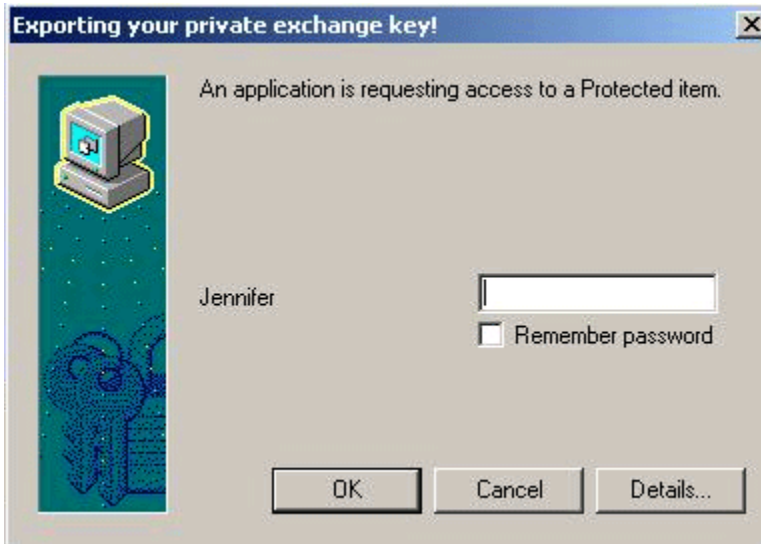 Exporting your private exchange key!
An application is requesting access to a Protected item.
Jennifer
Remember password
OK Cancel Details...